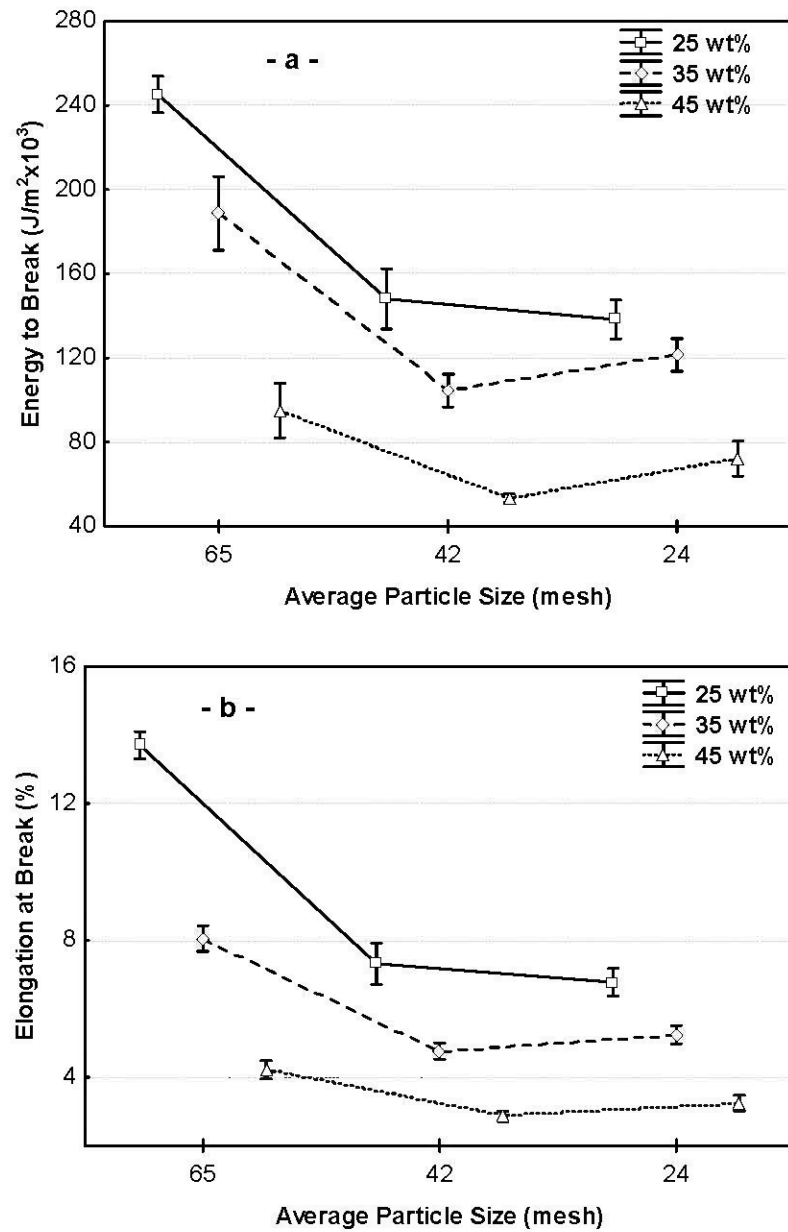 280
240
200
160
120
80
40
Energy to Break (J/m²x10³)
- a -
25 wt%
35 wt%
45 wt%
65 42 24
Average Particle Size (mesh)
16
12
8
4
Elongation at Break (%)
- b -
25 wt%
35 wt%
45 wt%
65 42 24
Average Particle Size (mesh)